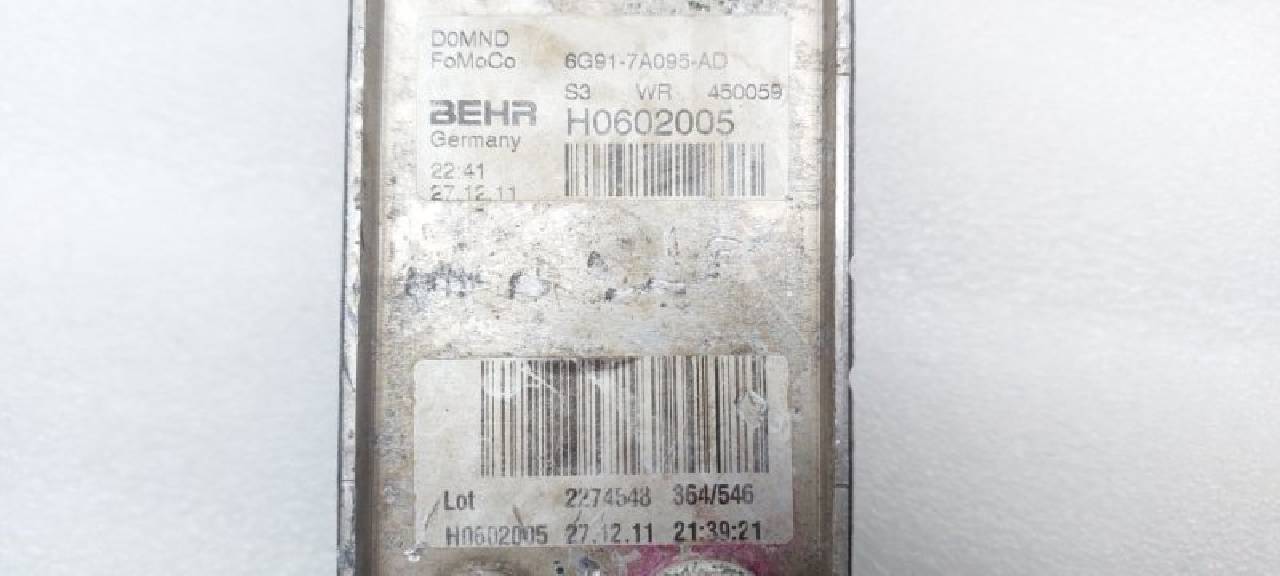 D0MND
FoMoCo 6G91-7A095-AD
S3 WR 450059
BEHR H0602005
Germany
22:41
27.12.11
Lot 2274548 364/546
H0602005 27.12.11 21:39:21